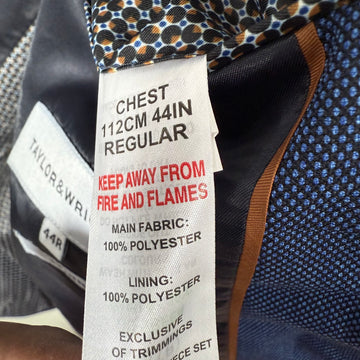 CHEST
112CM 44IN
REGULAR
KEEP AWAY FROM
FIRE AND FLAMES
MAIN FABRIC:
100% POLYESTER
LINING:
100% POLYESTER
EXCLUSIVE
OF TRIMMINGS
SET
TAYLOR&WRI
44R